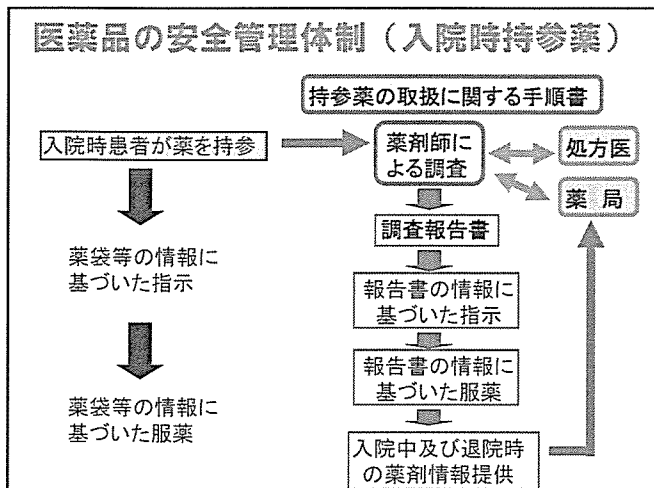 医薬品の安全管理体制（入院時持参薬）
持参薬の取扱に関する手順書
入院時患者が薬を持参
薬剤師に
よる調査
処方医
薬 局
調査報告書
薬袋等の情報に
基づいた指示
報告書の情報に
基づいた指示
報告書の情報に
基づいた服薬
薬袋等の情報に
基づいた服薬
入院中及び退院時
の薬剤情報提供